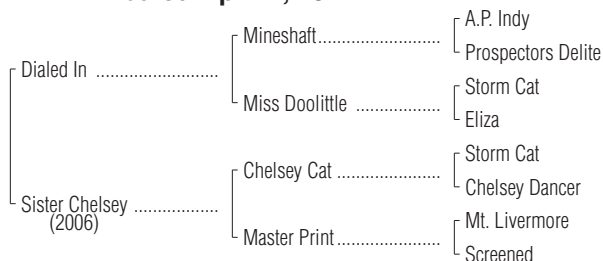 Mineshaft
A.P. Indy
Prospectors Delite
Dialed In
Miss Doolittle
Storm Cat
Eliza
Chelsey Cat
Storm Cat
Chelsey Dancer
Sister Chelsey
(2006)
Master Print
Mt. Livermore
Screened